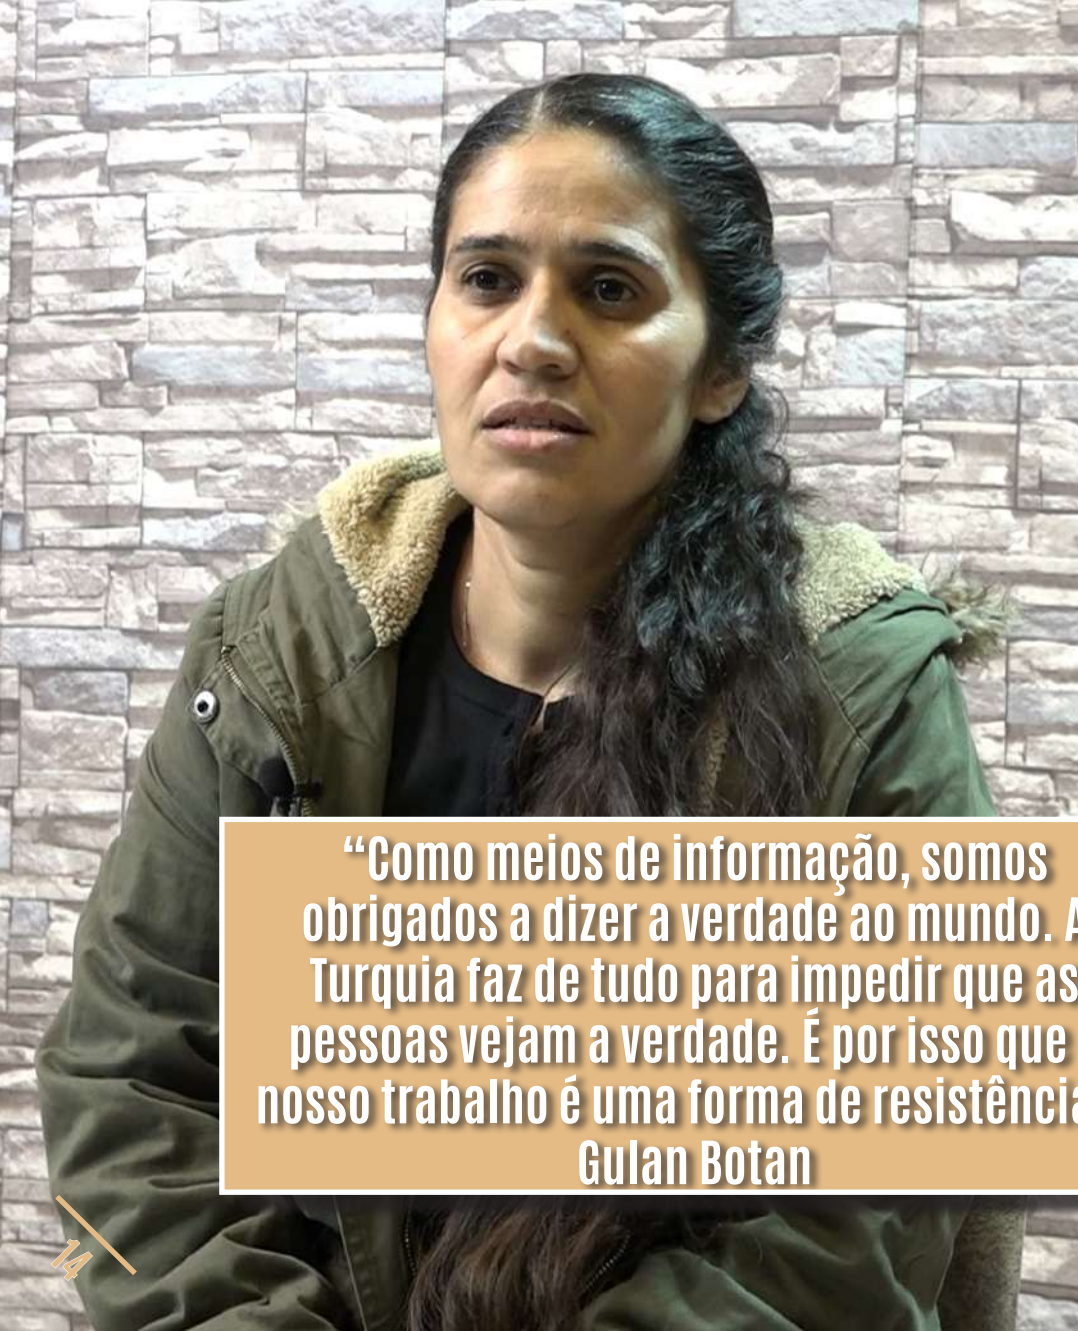 “Como meios de informação, somos
obrigados a dizer a verdade ao mundo. A
Turquia faz de tudo para impedir que as
pessoas vejam a verdade. É por isso que
nosso trabalho é uma forma de resistência
Gulan Botan
14